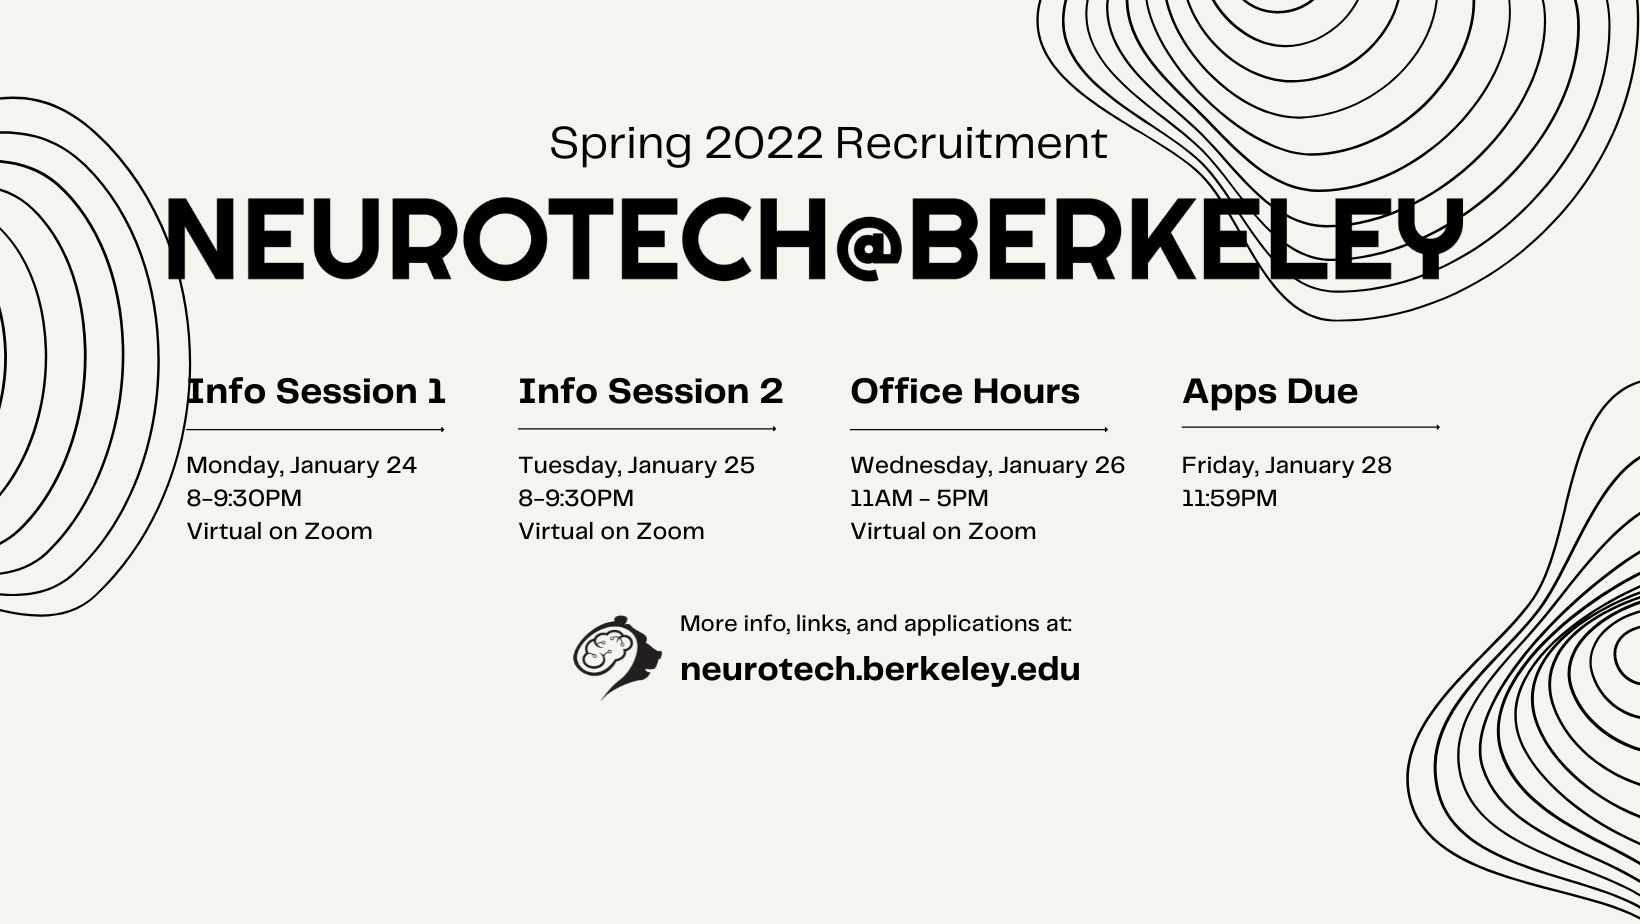 Spring 2022 Recruitment
NEUROTECH@BERKELEY
Info Session 1
Monday, January 24
8-9:30PM
Virtual on Zoom
Info Session 2
Tuesday, January 25
8-9:30PM
Virtual on Zoom
Office Hours
Wednesday, January 26
11AM - 5PM
Virtual on Zoom
Apps Due
Friday, January 28
11:59PM
More info, links, and applications at:
neurotech.berkeley.edu